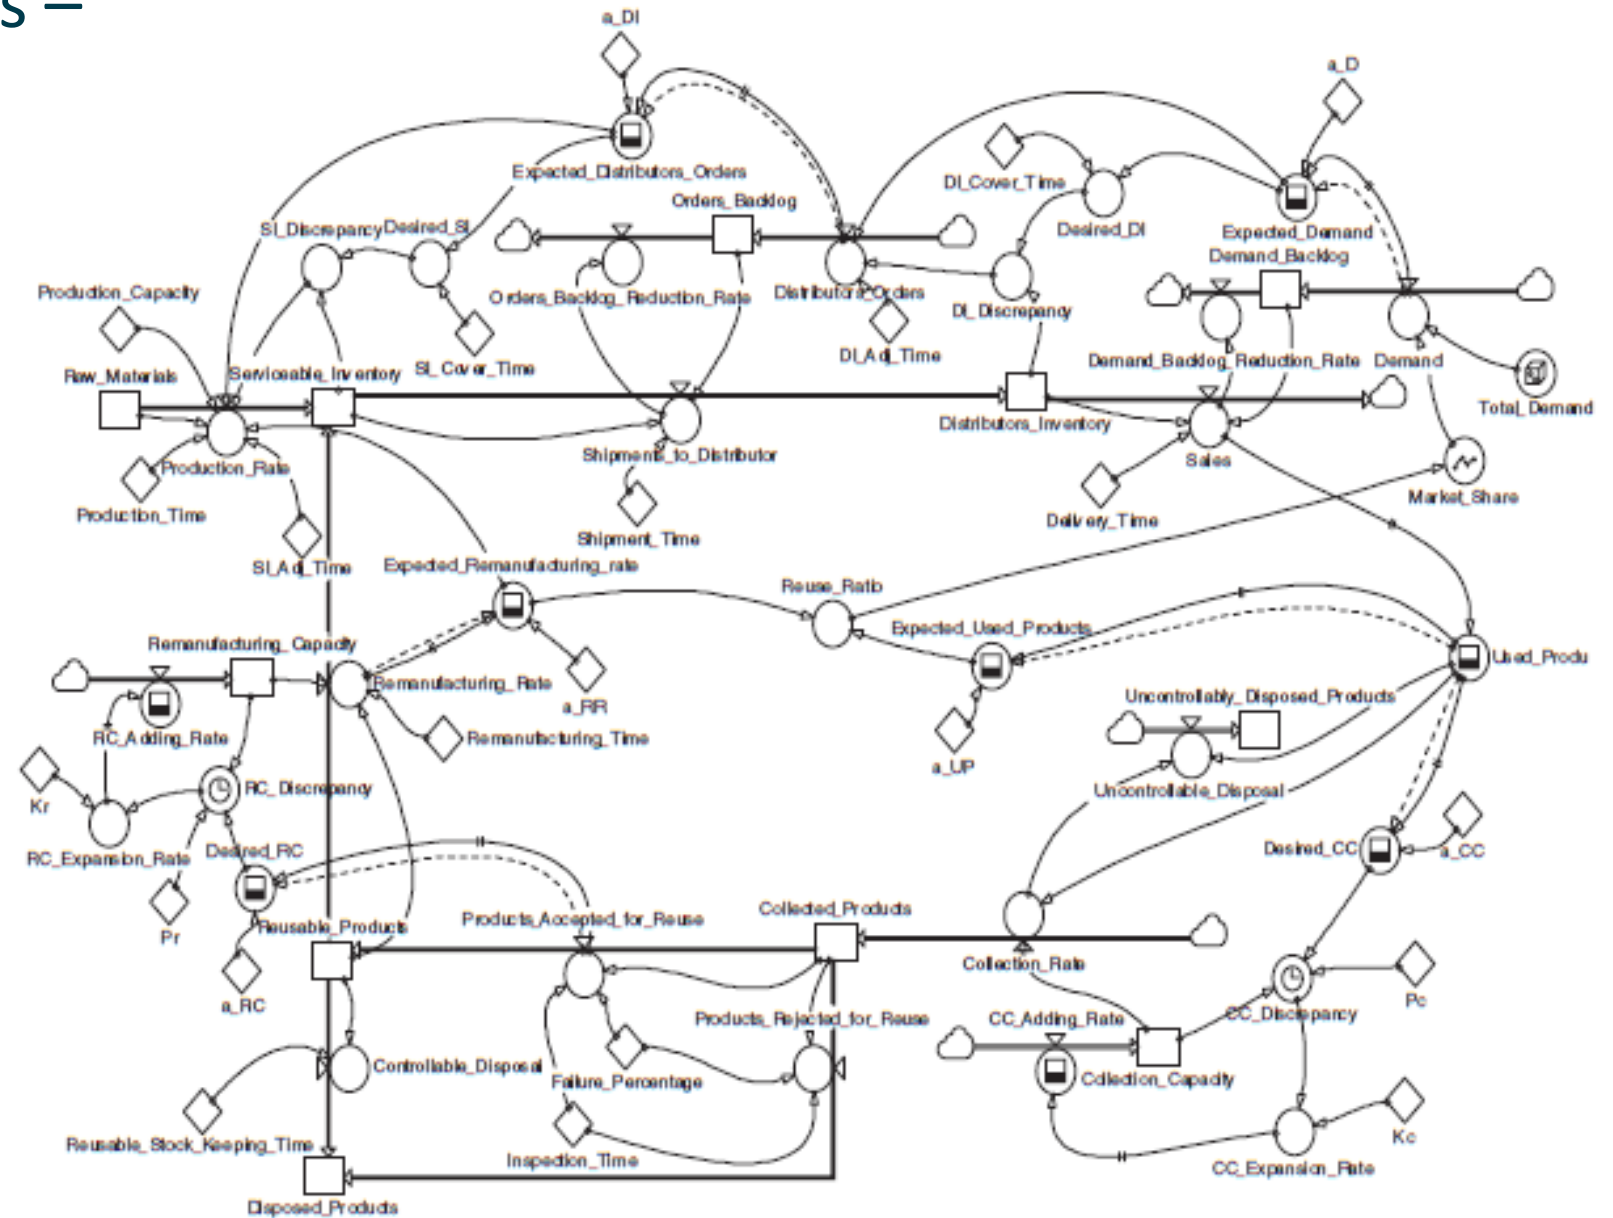 s –
a_DI
a_D
Expected_Distributors_Orders
DI_Cover_Time
Orders_Backlog
SI_Discrepancy
Desired_SI
Desired_DI
Expected_Demand
Demand_Backlog
Production_Capacity
Orders_Backlog_Reduction_Rate
Distributors_Orders
DI_Discrepancy
DI_Adj_Time
Demand_Backlog_Reduction_Rate
Demand
Raw_Materials
Serviceable_Inventory
SI_Cover_Time
Total_Demand
Distributors_Inventory
Production_Rate
Shipments_to_Distributor
Sales
Market_Share
Production_Time
Delivery_Time
Shipment_Time
SI_Adj_Time
Expected_Remanufacturing_rate
Reuse_Ratio
Expected_Used_Products
Remanufacturing_Capacity
Used_Produ
Remanufacturing_Rate
a_RR
Uncontrollably_Disposed_Products
RC_Adding_Rate
Remanufacturing_Time
a_UP
Kr
RC_Discrepancy
Uncontrollable_Disposal
RC_Expansion_Rate
Desired_RC
Desired_CC
a_CC
Pr
Reusable_Products
Products_Accepted_for_Reuse
Collected_Products
Collection_Rate
a_RC
Pc
Products_Rejected_for_Reuse
CC_Adding_Rate
CC_Discrepancy
Controllable_Disposal
Failure_Percentage
Collection_Capacity
Reusable_Stock_Keeping_Time
Inspection_Time
Kc
CC_Expansion_Rate
Disposed_Products